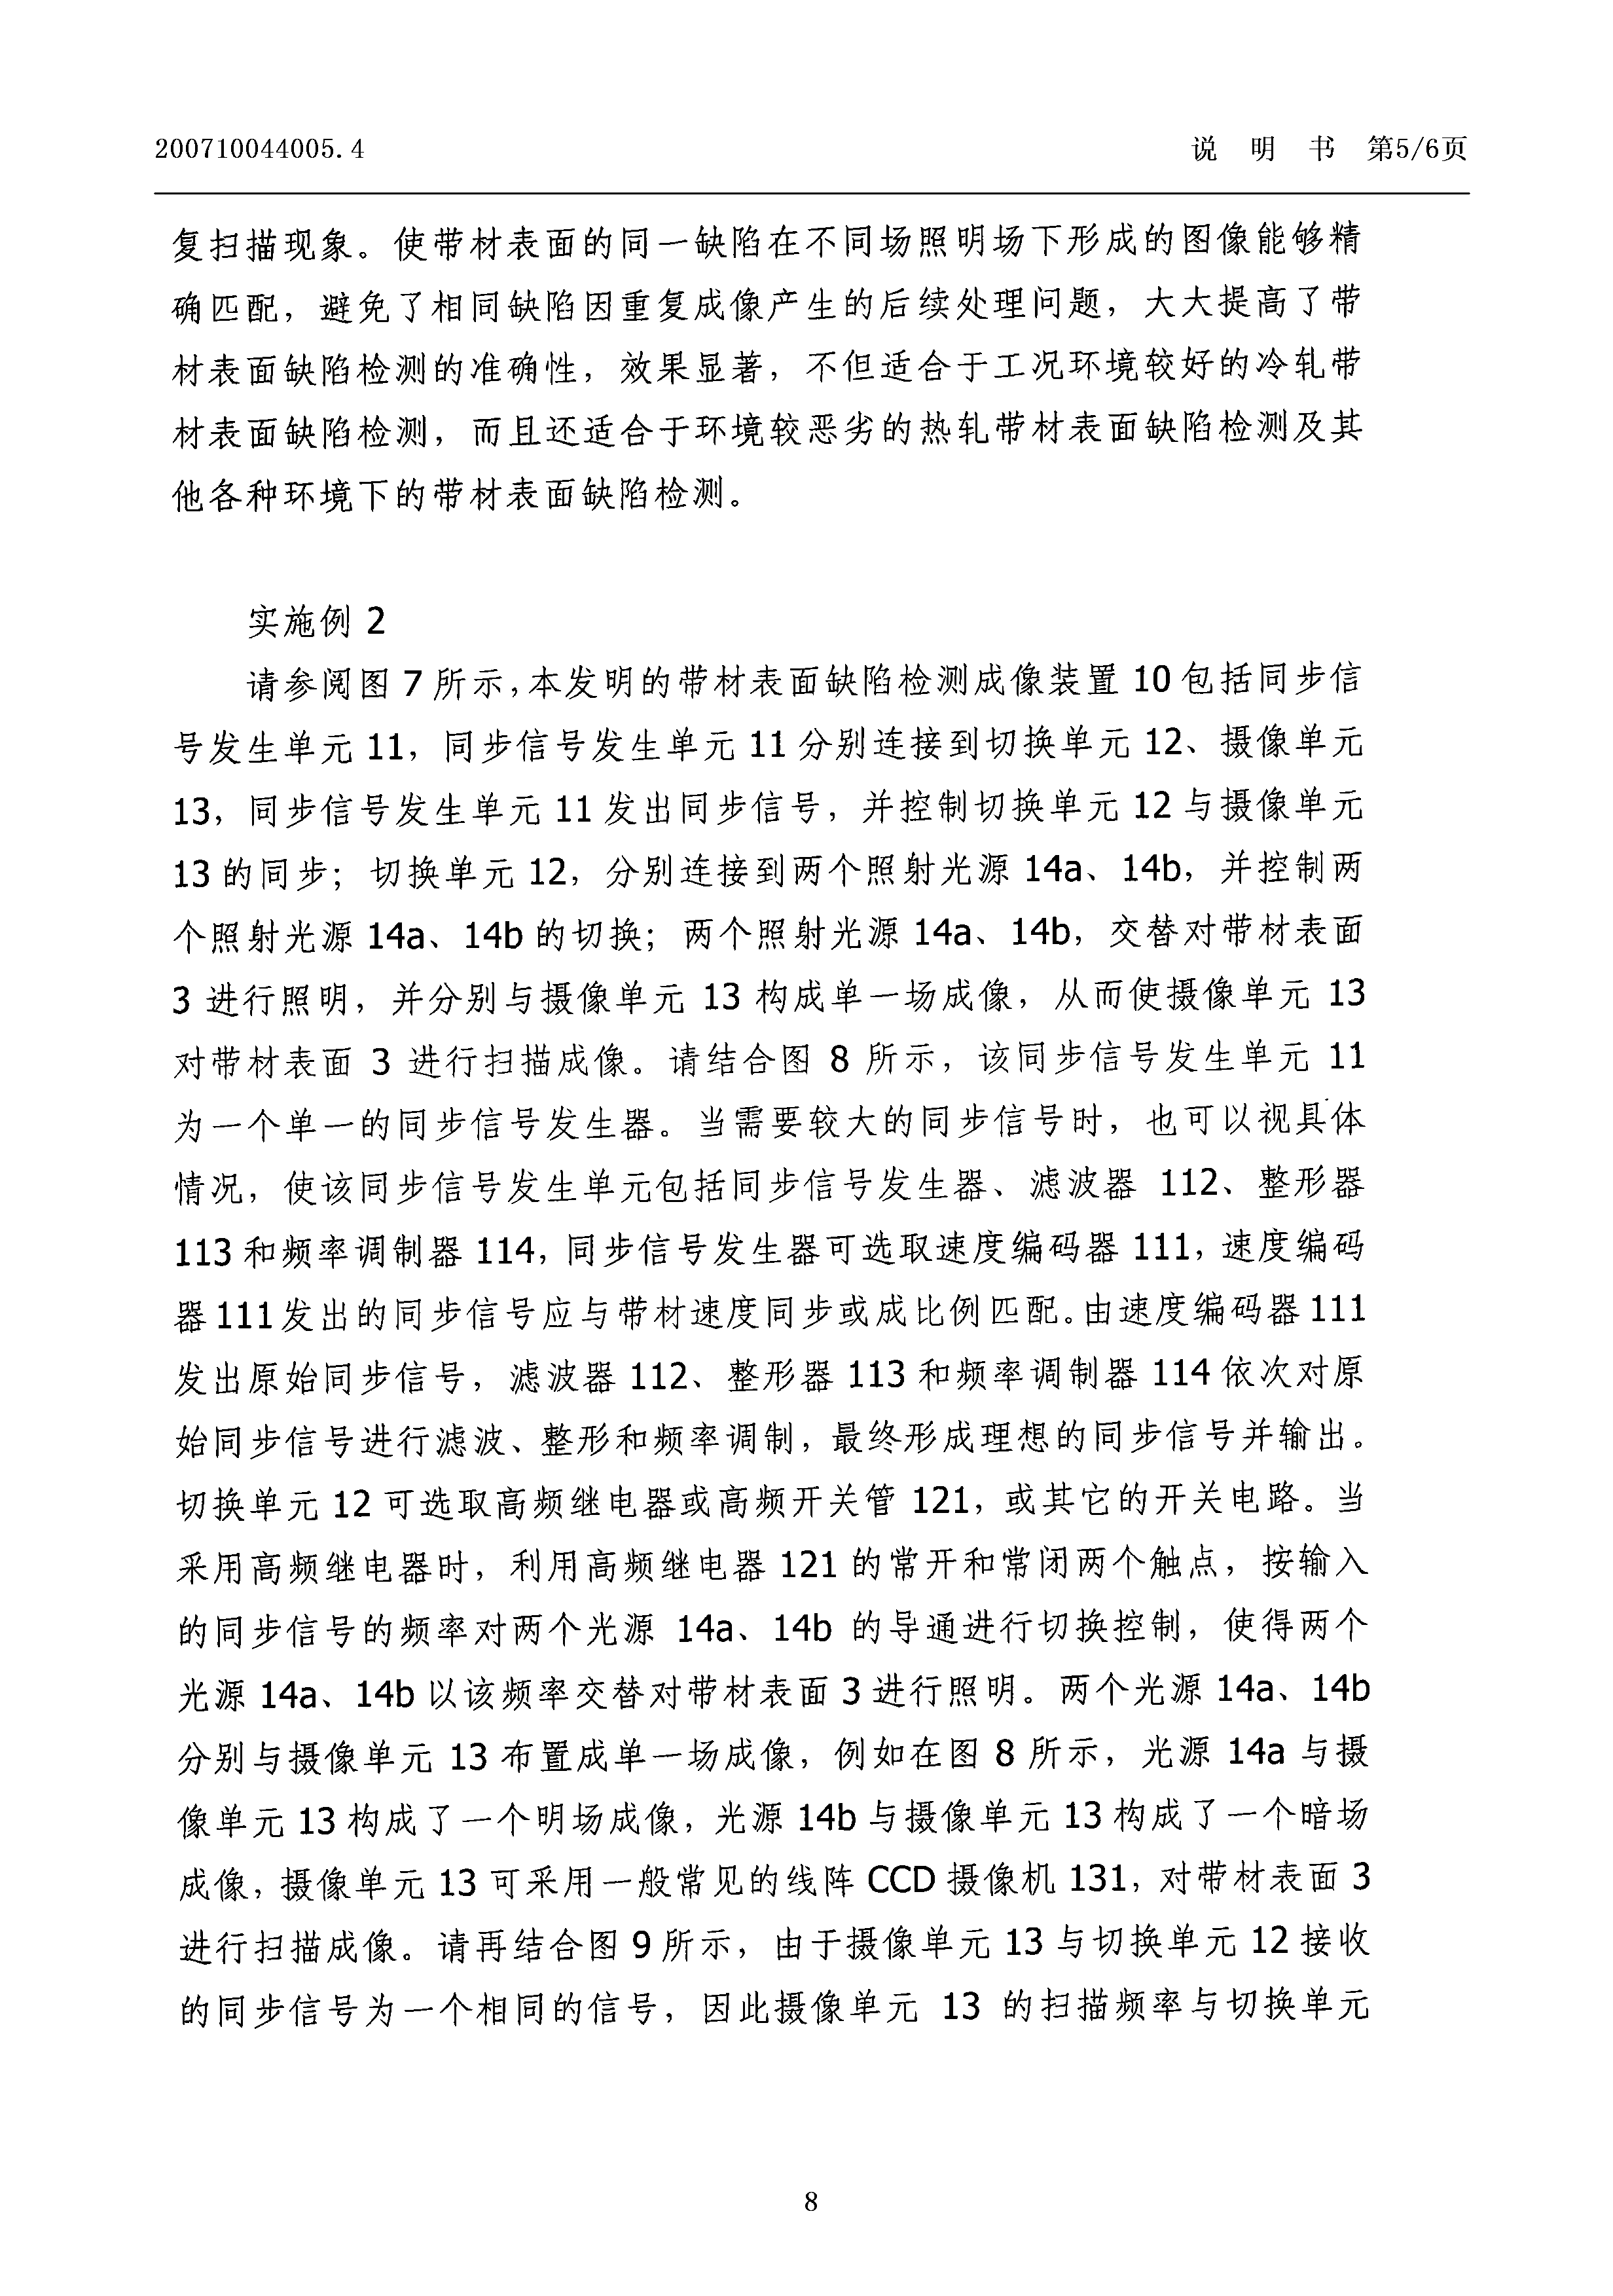 200710044005.4
说 明 书 第5/6页
复扫描现象。使带材表面的同一缺陷在不同场照明场下形成的图像能够精
确匹配，避免了相同缺陷因重复成像产生的后续处理问题，大大提高了带
材表面缺陷检测的准确性，效果显著，不但适合于工况环境较好的冷轧带
材表面缺陷检测，而且还适合于环境较恶劣的热轧带材表面缺陷检测及其
他各种环境下的带材表面缺陷检测。
实施例 2
请参阅图 7 所示，本发明的带材表面缺陷检测成像装置 10 包括同步信
号发生单元 11，同步信号发生单元 11 分别连接到切换单元 12、摄像单元
13，同步信号发生单元 11 发出同步信号，并控制切换单元 12 与摄像单元
13 的同步；切换单元 12，分别连接到两个照射光源 14a、14b，并控制两
个照射光源 14a、14b 的切换；两个照射光源 14a、14b，交替对带材表面
3 进行照明，并分别与摄像单元 13 构成单一场成像，从而使摄像单元 13
对带材表面 3 进行扫描成像。请结合图 8 所示，该同步信号发生单元 11
为一个单一的同步信号发生器。当需要较大的同步信号时，也可以视具体
情况，使该同步信号发生单元包括同步信号发生器、滤波器 112、整形器
113 和频率调制器 114，同步信号发生器可选取速度编码器 111，速度编码
器 111 发出的同步信号应与带材速度同步或成比例匹配。由速度编码器 111
发出原始同步信号，滤波器 112、整形器 113 和频率调制器 114 依次对原
始同步信号进行滤波、整形和频率调制，最终形成理想的同步信号并输出。
切换单元 12 可选取高频继电器或高频开关管 121，或其它的开关电路。当
采用高频继电器时，利用高频继电器 121 的常开和常闭两个触点，按输入
的同步信号的频率对两个光源 14a、14b 的导通进行切换控制，使得两个
光源 14a、14b 以该频率交替对带材表面 3 进行照明。两个光源 14a、14b
分别与摄像单元 13 布置成单一场成像，例如在图 8 所示，光源 14a 与摄
像单元 13 构成了一个明场成像，光源 14b 与摄像单元 13 构成了一个暗场
成像，摄像单元 13 可采用一般常见的线阵 CCD 摄像机 131，对带材表面 3
进行扫描成像。请再结合图 9 所示，由于摄像单元 13 与切换单元 12 接收
的同步信号为一个相同的信号，因此摄像单元 13 的扫描频率与切换单元
8